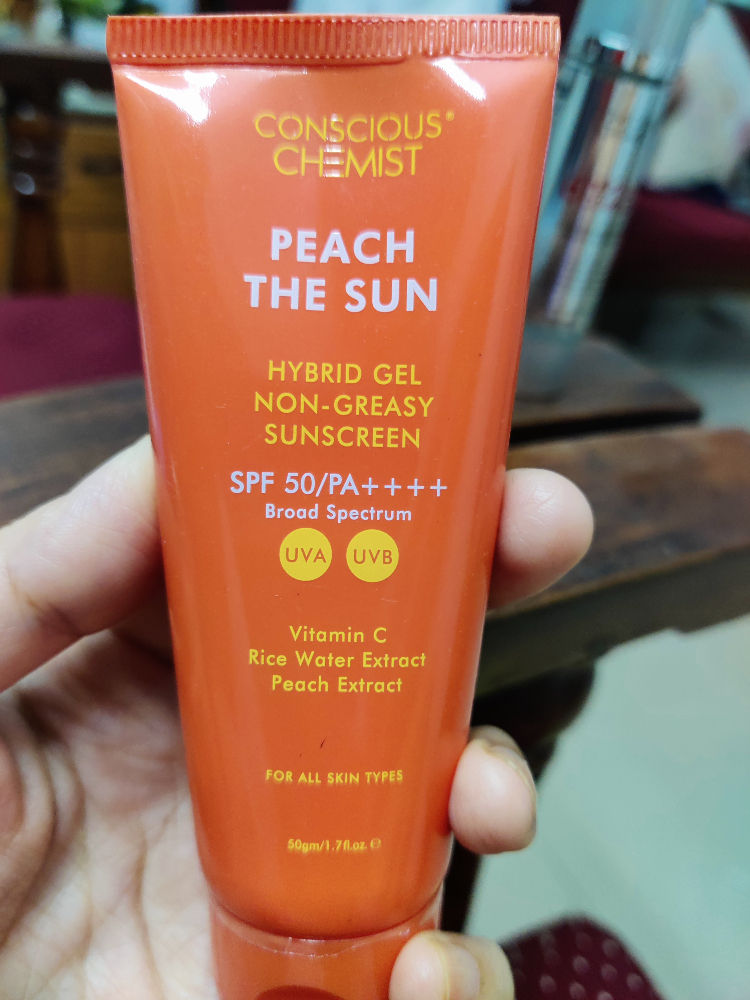 CONSCIOUS®
CHEMIST
PEACH
THE SUN
HYBRID GEL
NON-GREASY
SUNSCREEN
SPF 50/PA++++
Broad Spectrum
UVA UVB
Vitamin C
Rice Water Extract
Peach Extract
FOR ALL SKIN TYPES
50gm/1.7fl.oz. ℮